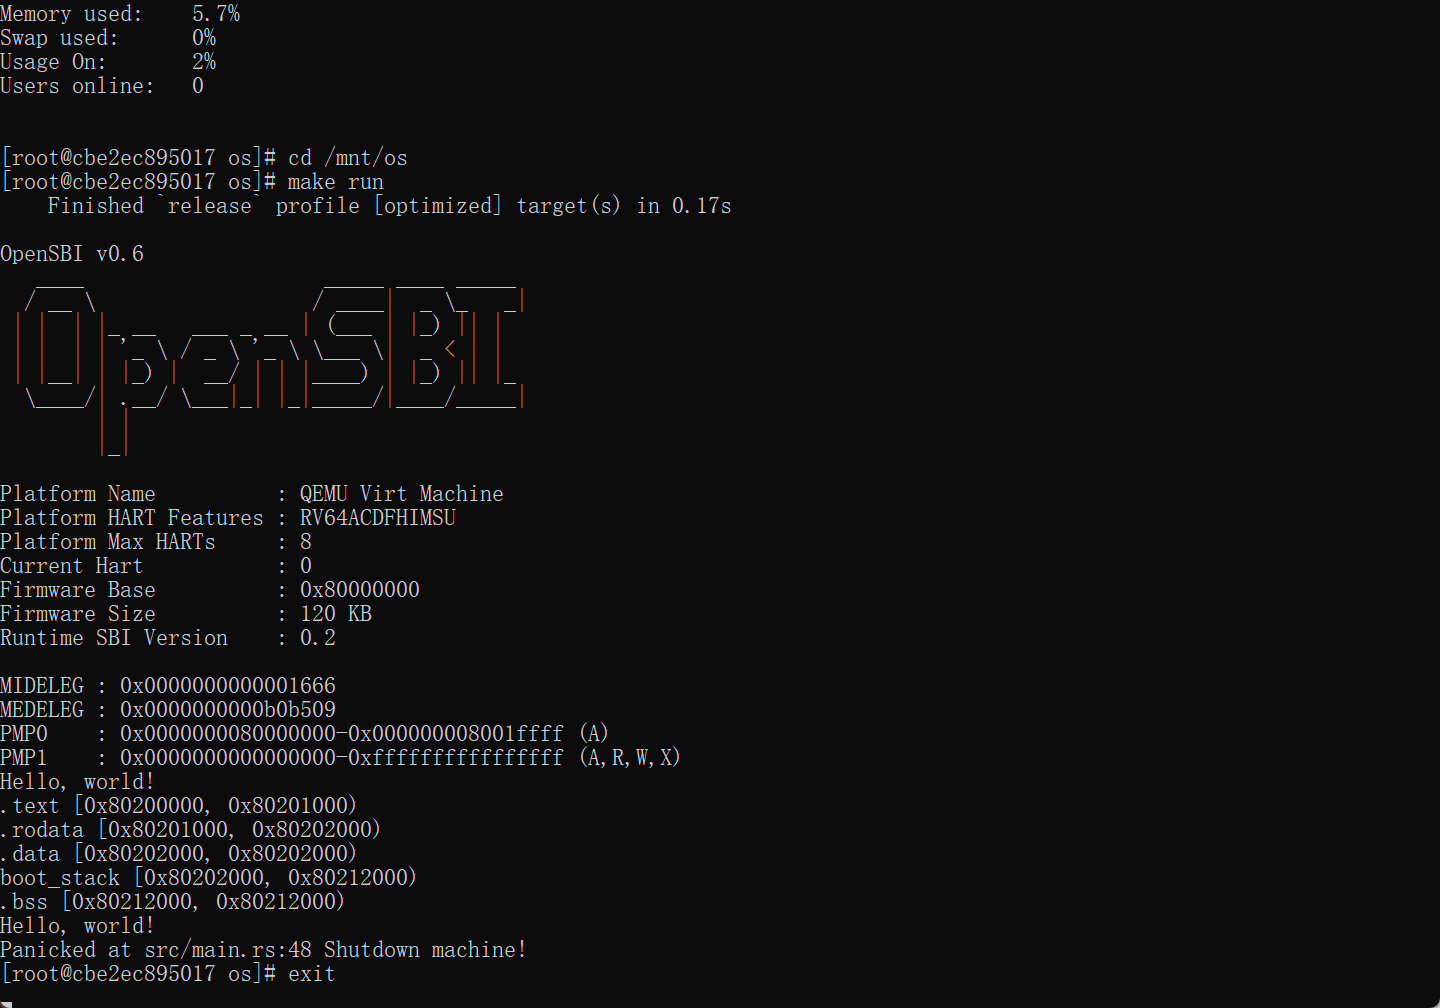 Memory used:    5.7%
Swap used:      0%
Usage On:       2%
Users online:   0
[root@cbe2ec895017 os]# cd /mnt/os
[root@cbe2ec895017 os]# make run
    Finished `release` profile [optimized] target(s) in 0.17s
OpenSBI v0.6
OpenSBI
Platform Name          : QEMU Virt Machine
Platform HART Features : RV64ACDFHIMSU
Platform Max HARTs     : 8
Current Hart           : 0
Firmware Base          : 0x80000000
Firmware Size          : 120 KB
Runtime SBI Version    : 0.2
MIDELEG : 0x0000000000001666
MEDELEG : 0x0000000000b0b509
PMP0    : 0x0000000080000000-0x000000008001ffff (A)
PMP1    : 0x0000000000000000-0xffffffffffffffff (A,R,W,X)
Hello, world!
.text [0x80200000, 0x80201000)
.rodata [0x80201000, 0x80202000)
.data [0x80202000, 0x80202000)
boot_stack [0x80202000, 0x80212000)
.bss [0x80212000, 0x80212000)
Hello, world!
Panicked at src/main.rs:48 Shutdown machine!
[root@cbe2ec895017 os]# exit